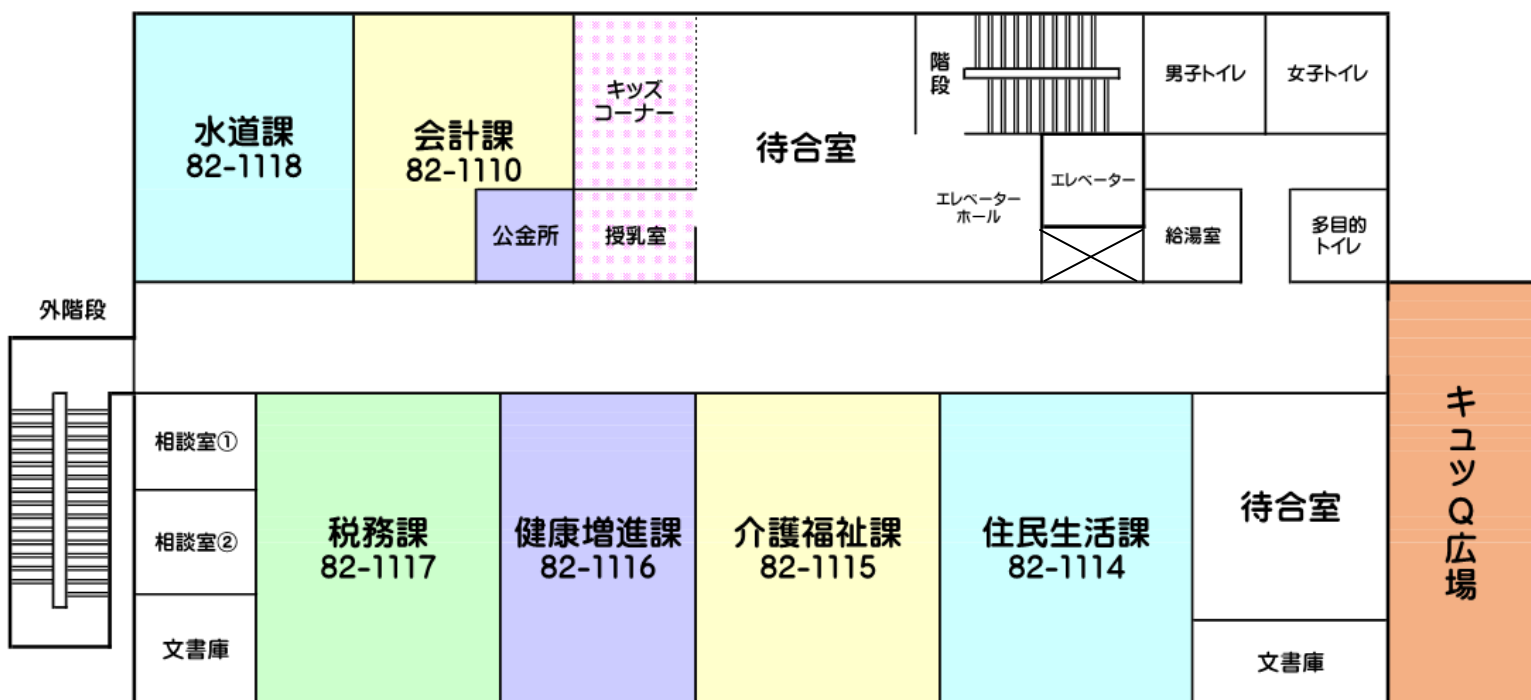 水道課
82-1118
会計課
82-1110
公金所
キッズ
コーナー
授乳室
待合室
階段
エレベーター
ホール
エレベーター
男子トイレ
女子トイレ
給湯室
多目的
トイレ
外階段
相談室①
相談室②
文書庫
税務課
82-1117
健康増進課
82-1116
介護福祉課
82-1115
住民生活課
82-1114
待合室
文書庫
キュッQ広場